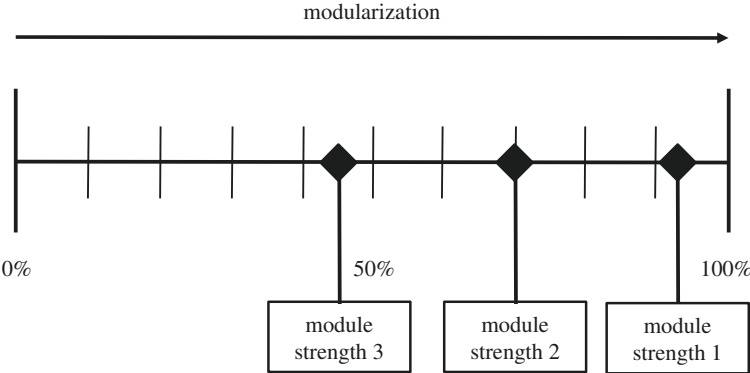 modularization
0%
50%
100%
module
strength 3
module
strength 2
module
strength 1